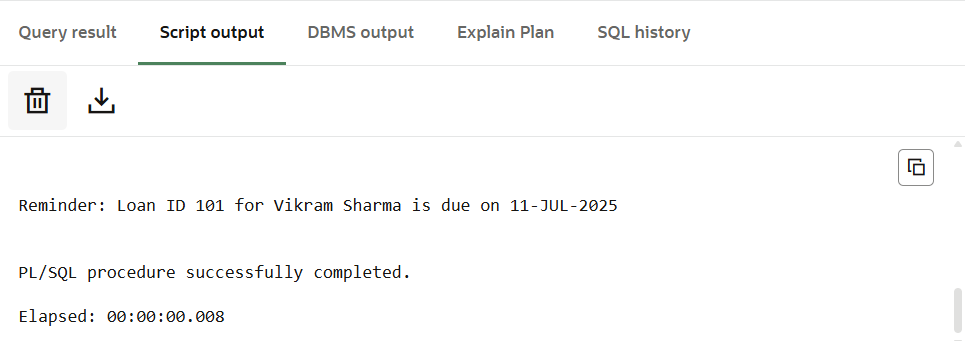 Query result Script output DBMS output Explain Plan SQL history
Reminder: Loan ID 101 for Vikram Sharma is due on 11-JUL-2025
PL/SQL procedure successfully completed.
Elapsed: 00:00:00.008